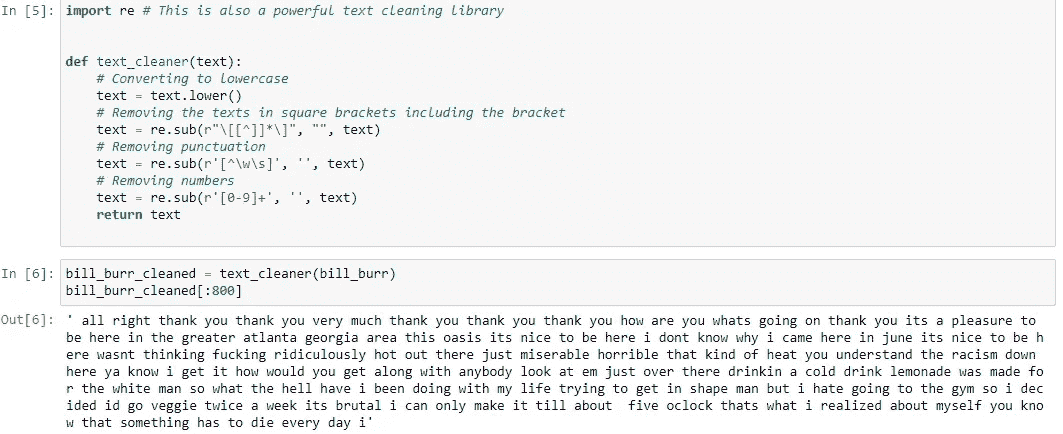 In [5]: import re # This is also a powerful text cleaning library
def text_cleaner(text):
# Converting to lowercase
text = text.lower()
# Removing the texts in square brackets including the bracket
text = re.sub(r"\[[^]]*\]", "", text)
# Removing punctuation
text = re.sub(r'[^\w\s]', '', text)
# Removing numbers
text = re.sub(r'[0-9]+', '', text)
return text
In [6]: bill_burr_cleaned = text_cleaner(bill_burr)
bill_burr_cleaned[:800]
Out[6]: ' all right thank you thank you very much thank you thank you thank you how are you whats going on thank you its a pleasure to
be here in the greater atlanta georgia area this oasis its nice to be here i dont know why i came here in june its nice to be h
ere wasnt thinking fucking ridiculously hot out there just miserable horrible that kind of heat you understand the racism down
here ya know i get it how would you get along with anybody look at em just over there drinkin a cold drink lemonade was made fo
r the white man so what the hell have i been doing with my life trying to get in shape man but i hate going to the gym so i dec
ided id go veggie twice a week its brutal i can only make it till about  five oclock thats what i realized about myself you kno
w that something has to die every day i'